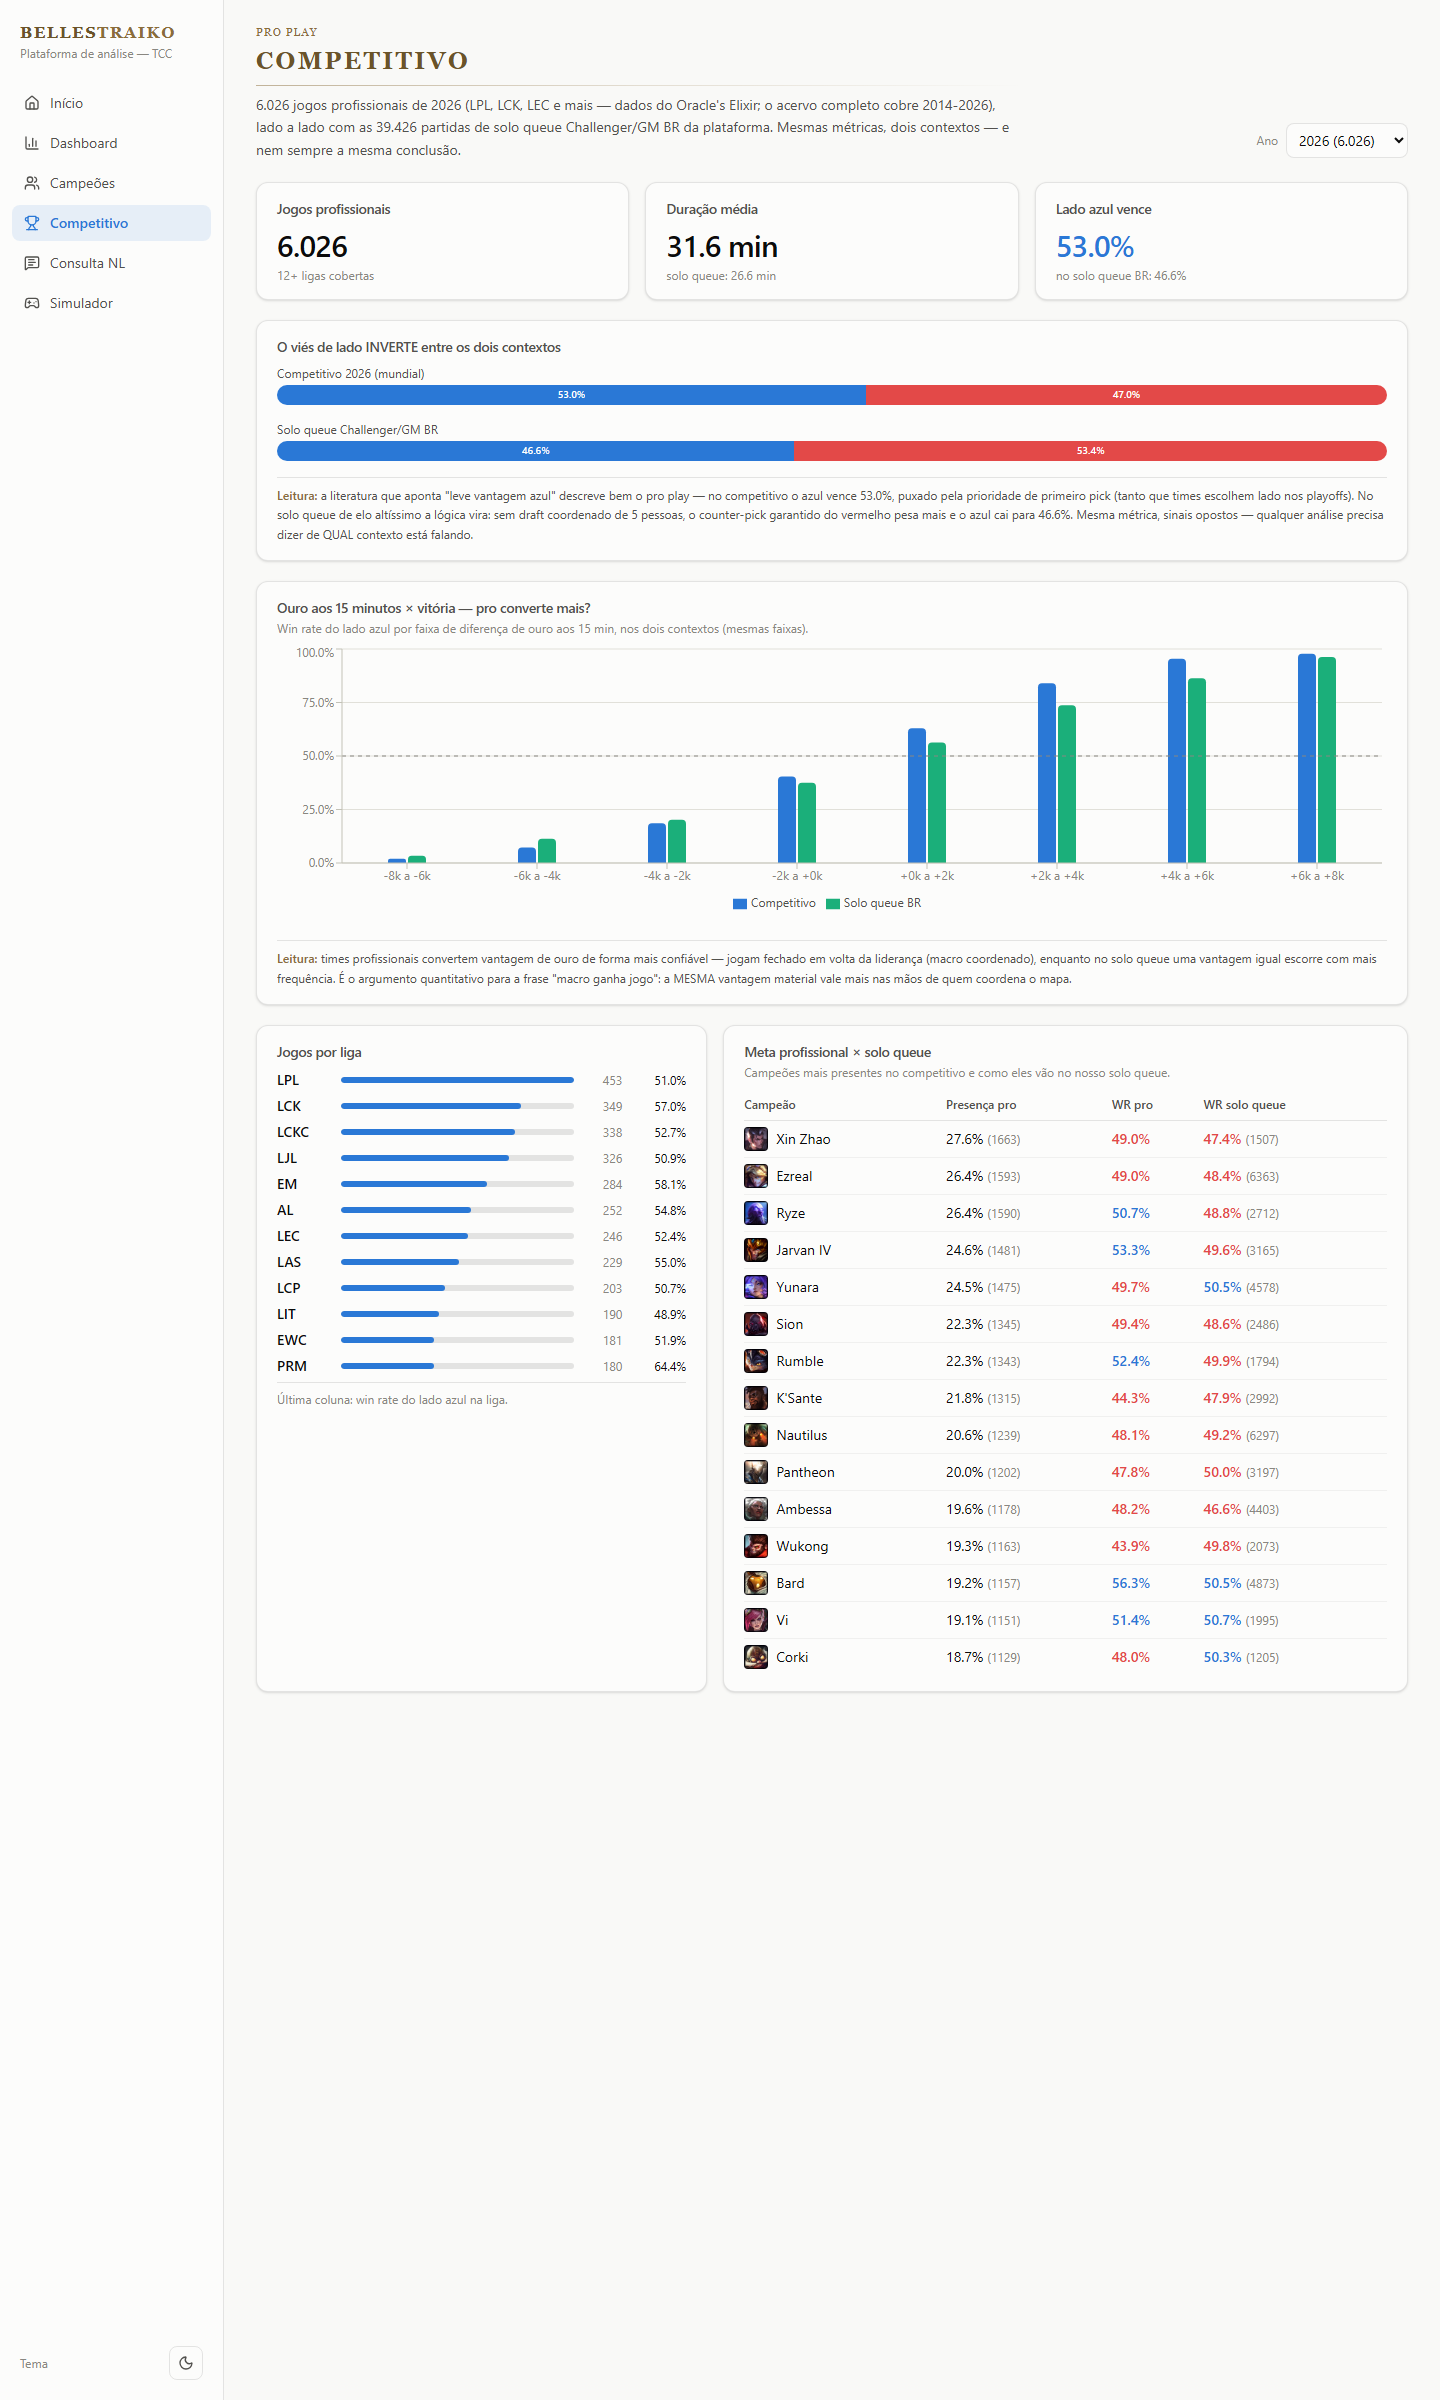 BELLESTRAIKO
Plataforma de análise — TCC
Início
Dashboard
Campeões
Competitivo
Consulta NL
Simulador
Tema
PRO PLAY
COMPETITIVO
6.026 jogos profissionais de 2026 (LPL, LCK, LEC e mais — dados do Oracle's Elixir; o acervo completo cobre 2014-2026),
lado a lado com as 39.426 partidas de solo queue Challenger/GM BR da plataforma. Mesmas métricas, dois contextos — e
nem sempre a mesma conclusão.
Ano
2026 (6.026)
Jogos profissionais
6.026
12+ ligas cobertas
Duração média
31.6 min
solo queue: 26.6 min
Lado azul vence
53.0%
no solo queue BR: 46.6%
O viés de lado INVERTE entre os dois contextos
Competitivo 2026 (mundial)
53.0% 47.0%
Solo queue Challenger/GM BR
46.6% 53.4%
Leitura: a literatura que aponta "leve vantagem azul" descreve bem o pro play — no competitivo o azul vence 53.0%, puxado pela prioridade de primeiro pick (tanto que times escolhem lado nos playoffs). No
solo queue de elo altíssimo a lógica vira: sem draft coordenado de 5 pessoas, o counter-pick garantido do vermelho pesa mais e o azul cai para 46.6%. Mesma métrica, sinais opostos — qualquer análise precisa
dizer de QUAL contexto está falando.
Ouro aos 15 minutos × vitória — pro converte mais?
Win rate do lado azul por faixa de diferença de ouro aos 15 min, nos dois contextos (mesmas faixas).
100.0%
75.0%
50.0%
25.0%
0.0%
-8k a -6k -6k a -4k -4k a -2k -2k a +0k +0k a +2k +2k a +4k +4k a +6k +6k a +8k
Competitivo Solo queue BR
Leitura: times profissionais convertem vantagem de ouro de forma mais confiável — jogam fechado em volta da liderança (macro coordenado), enquanto no solo queue uma vantagem igual escorre com mais
frequência. É o argumento quantitativo para a frase "macro ganha jogo": a MESMA vantagem material vale mais nas mãos de quem coordena o mapa.
Jogos por liga
LPL 453 51.0%
LCK 349 57.0%
LCKC 338 52.7%
LJL 326 50.9%
EM 284 58.1%
AL 252 54.8%
LEC 246 52.4%
LAS 229 55.0%
LCP 203 50.7%
LIT 190 48.9%
EWC 181 51.9%
PRM 180 64.4%
Última coluna: win rate do lado azul na liga.
Meta profissional × solo queue
Campeões mais presentes no competitivo e como eles vão no nosso solo queue.
Campeão Presença pro WR pro WR solo queue
Xin Zhao 27.6% (1663) 49.0% 47.4% (1507)
Ezreal 26.4% (1593) 49.0% 48.4% (6363)
Ryze 26.4% (1590) 50.7% 48.8% (2712)
Jarvan IV 24.6% (1481) 53.3% 49.6% (3165)
Yunara 24.5% (1475) 49.7% 50.5% (4578)
Sion 22.3% (1345) 49.4% 48.6% (2486)
Rumble 22.3% (1343) 52.4% 49.9% (1794)
K'Sante 21.8% (1315) 44.3% 47.9% (2992)
Nautilus 20.6% (1239) 48.1% 49.2% (6297)
Pantheon 20.0% (1202) 47.8% 50.0% (3197)
Ambessa 19.6% (1178) 48.2% 46.6% (4403)
Wukong 19.3% (1163) 43.9% 49.8% (2073)
Bard 19.2% (1157) 56.3% 50.5% (4873)
Vi 19.1% (1151) 51.4% 50.7% (1995)
Corki 18.7% (1129) 48.0% 50.3% (1205)